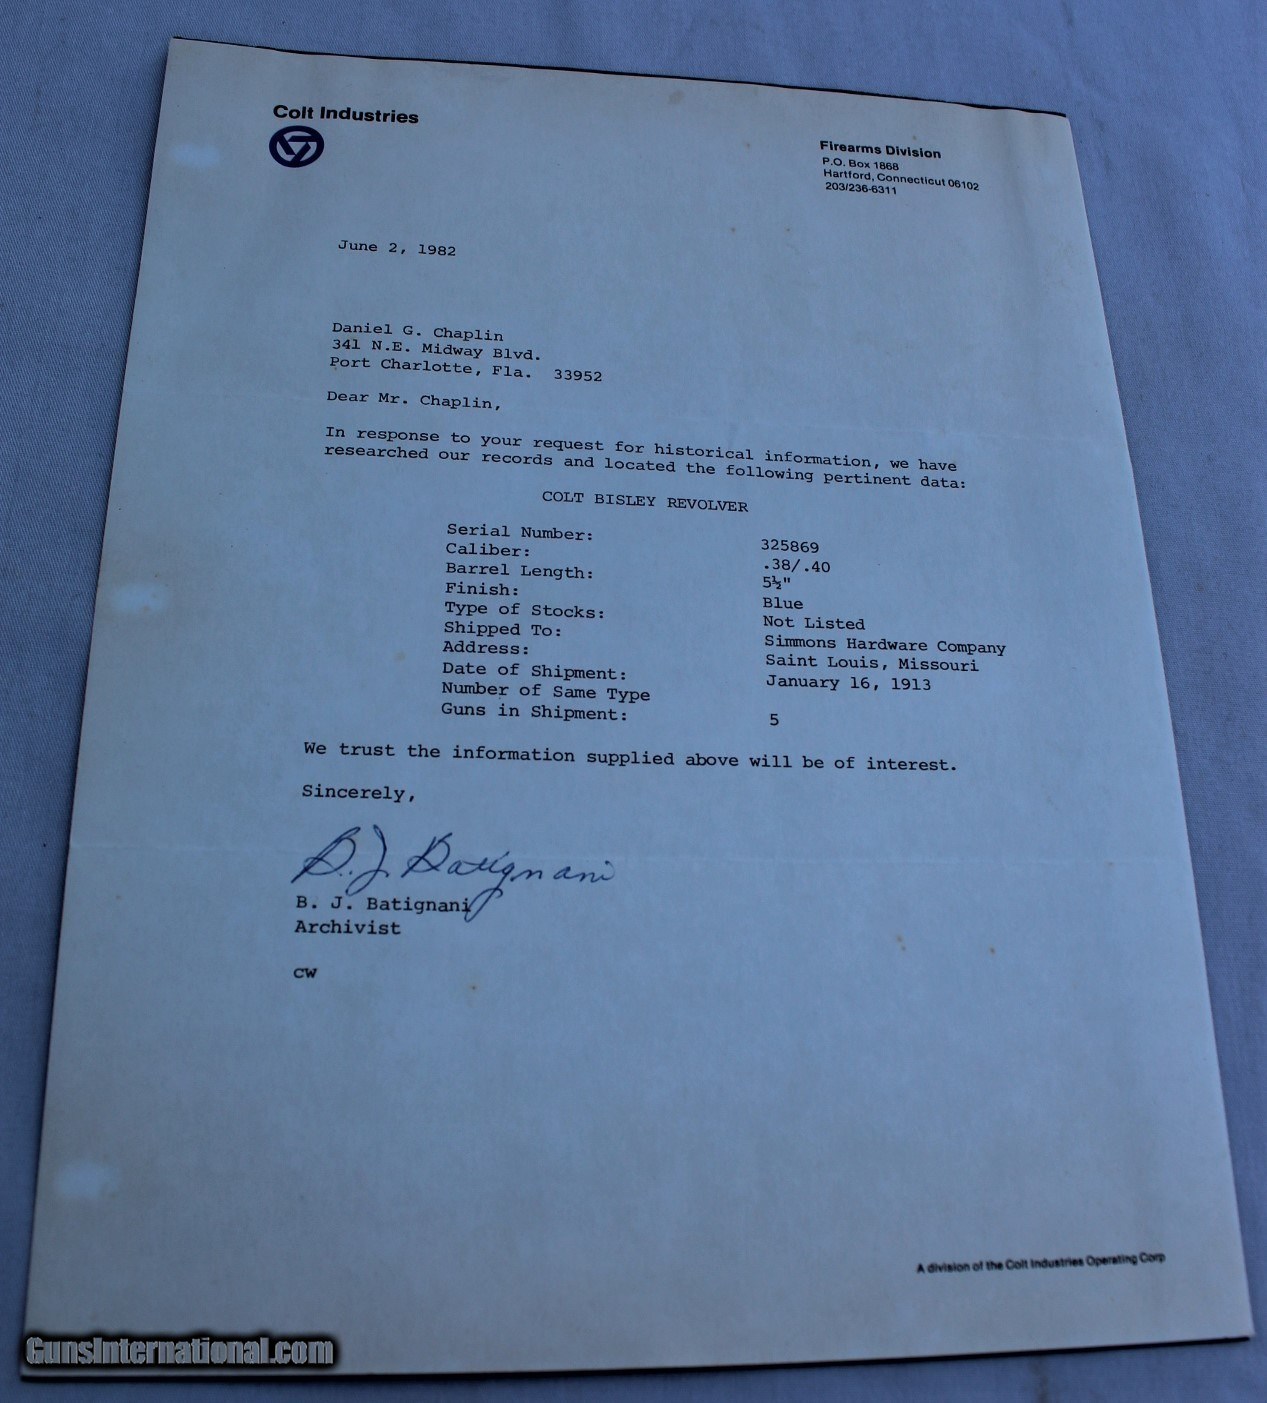 Colt Industries
Firearms Division
P.O. Box 1868
Hartford, Connecticut 06102
203/236-6311
June 2, 1982
Daniel G. Chaplin
341 N.E. Midway Blvd.
Port Charlotte, Fla. 33952
Dear Mr. Chaplin,
In response to your request for historical information, we have
researched our records and located the following pertinent data:
COLT BISLEY REVOLVER
Serial Number: 325869
Caliber: .38/.40
Barrel Length: 5½"
Finish: Blue
Type of Stocks: Not Listed
Shipped To: Simmons Hardware Company
Address: Saint Louis, Missouri
Date of Shipment: January 16, 1913
Number of Same Type
Guns in Shipment: 5
We trust the information supplied above will be of interest.
Sincerely,
B. J. Batignani
B. J. Batignani
Archivist
CW
A division of the Colt Industries Operating Corp
GunsInternational.com